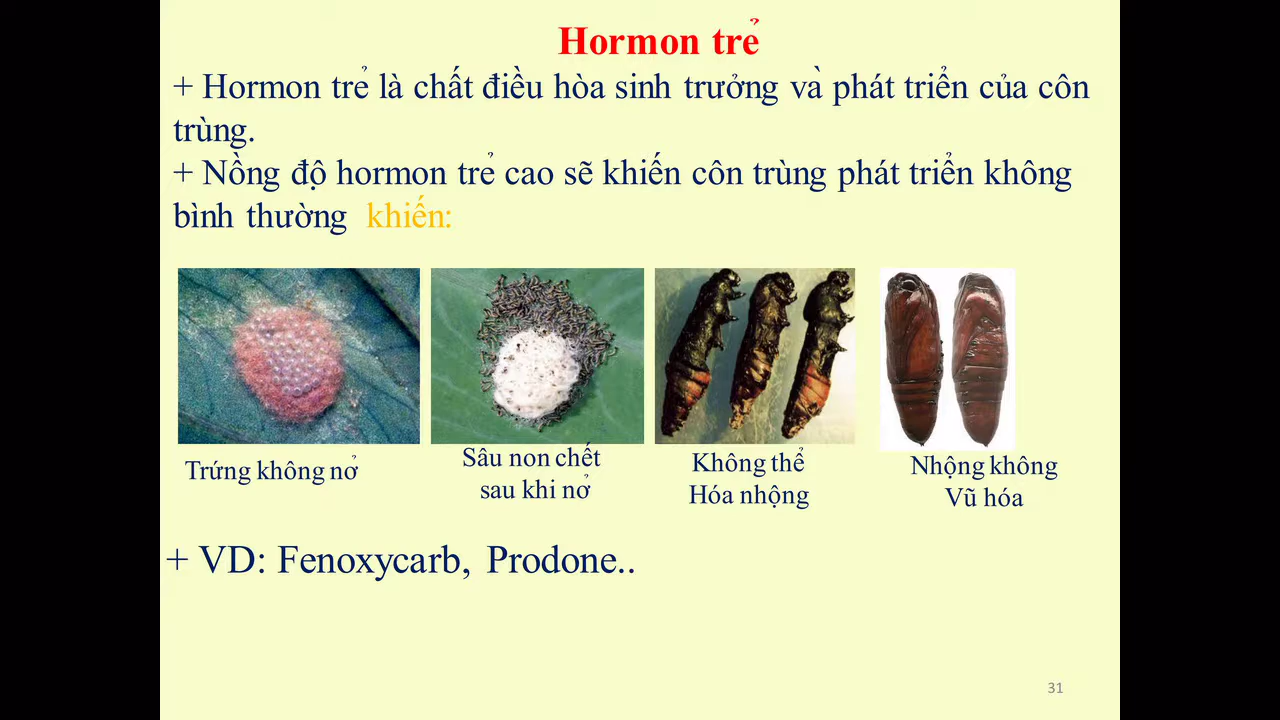 Hormon trẻ
+ Hormon trẻ là chất điều hòa sinh trưởng và phát triển của côn
trùng.
+ Nồng độ hormon trẻ cao sẽ khiến côn trùng phát triển không
bình thường khiến:
Trứng không nở
Sâu non chết
sau khi nở
Không thể
Hóa nhộng
Nhộng không
Vũ hóa
+ VD: Fenoxycarb, Prodone..
31